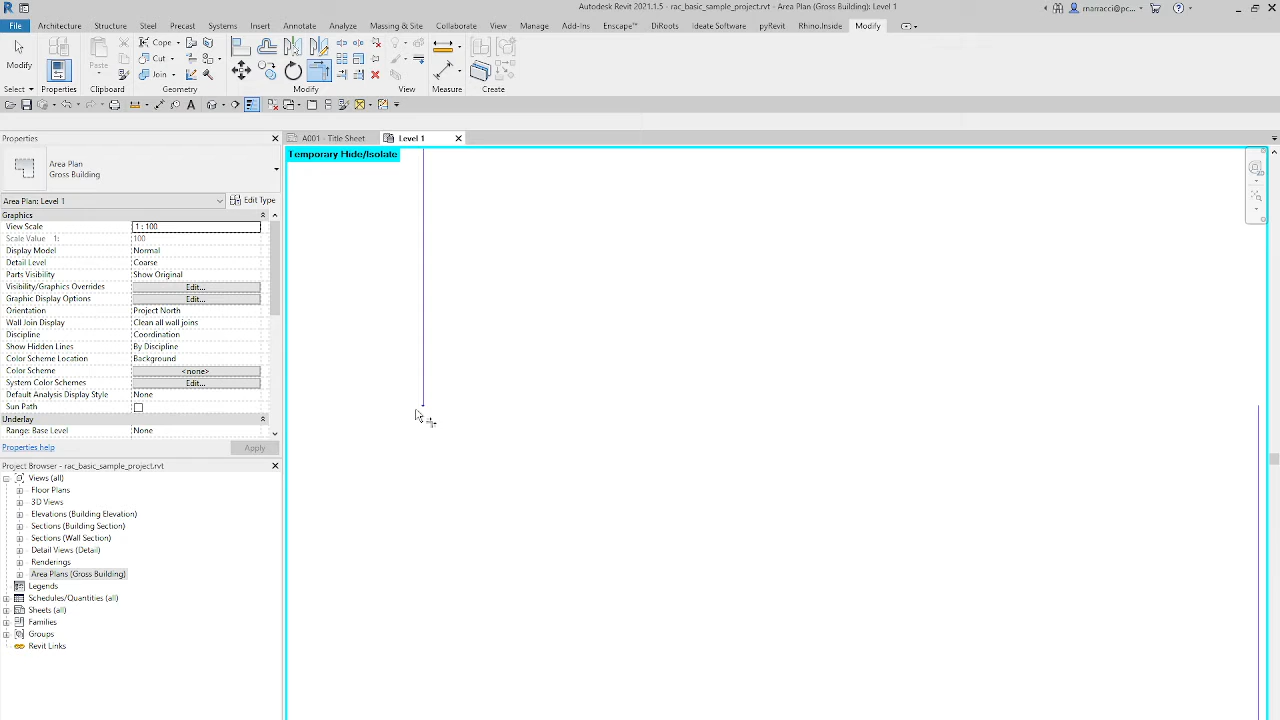 Autodesk Revit 2021.1.5 - rac_basic_sample_project.rvt - Area Plan (Gross Building): Level 1
marracci@pc...
File Architecture Structure Steel Precast Systems Insert Annotate Analyze Massing & Site Collaborate View Manage Add-Ins Enscape™ DiRoots Ideate Software pyRevit Rhino.Inside Modify
Cope
Cut
Join
Modify
Paste
Select Properties Clipboard Geometry Modify View Measure Create
Properties
A001 - Title Sheet
Level 1
Temporary Hide/Isolate
Area Plan
Gross Building
Area Plan: Level 1
Edit Type
Graphics
View Scale 1 : 100
Scale Value 1: 100
Display Model Normal
Detail Level Coarse
Parts Visibility Show Original
Visibility/Graphics Overrides Edit...
Graphic Display Options Edit...
Orientation Project North
Wall Join Display Clean all wall joins
Discipline Coordination
Show Hidden Lines By Discipline
Color Scheme Location Background
Color Scheme <none>
System Color Schemes Edit...
Default Analysis Display Style None
Sun Path
Underlay
Range: Base Level None
Properties help
Apply
Project Browser - rac_basic_sample_project.rvt
Views (all)
Floor Plans
3D Views
Elevations (Building Elevation)
Sections (Building Section)
Sections (Wall Section)
Detail Views (Detail)
Renderings
Area Plans (Gross Building)
Legends
Schedules/Quantities (all)
Sheets (all)
Families
Groups
Revit Links